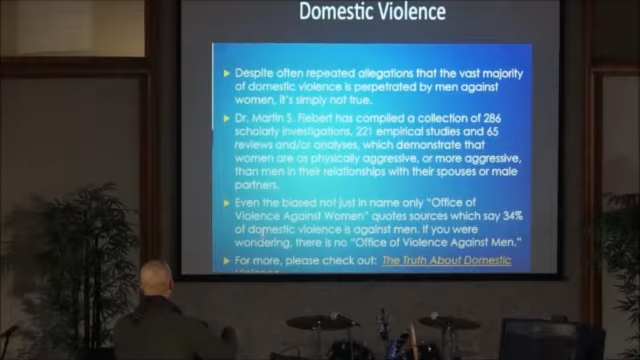 Domestic Violence
▶ Despite often repeated allegations that the vast majority
of domestic violence is perpetrated by men against
women, it's simply not true.
▶ Dr. Martin S. Fiebert has compiled a collection of 286
scholarly investigations, 221 empirical studies and 65
reviews and/or analyses, which demonstrate that
women are as physically aggressive, or more aggressive,
than men in their relationships with their spouses or male
partners.
▶ Even the biased not just in name only "Office of
Violence Against Women" quotes sources which say 34%
of domestic violence is against men. If you were
wondering, there is no "Office of Violence Against Men."
▶ For more, please check out: The Truth About Domestic
Violence